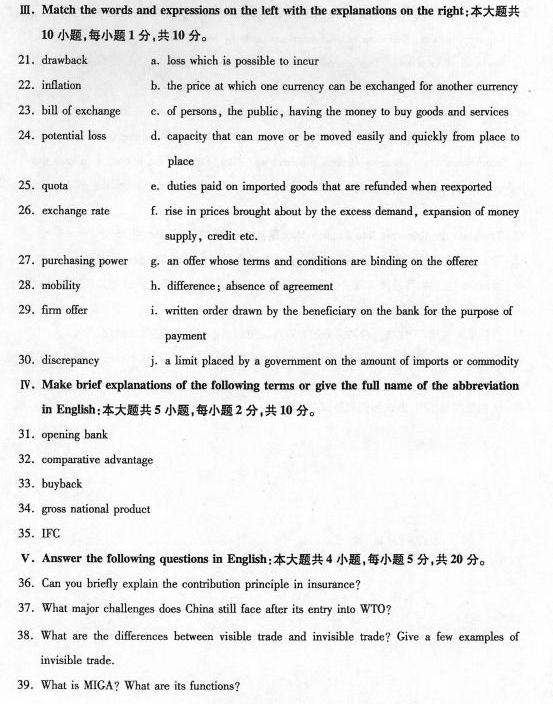 Ⅲ. Match the words and expressions on the left with the explanations on the right:本大题共
10 小题,每小题 1 分,共 10 分。
21. drawback a. loss which is possible to incur
22. inflation b. the price at which one currency can be exchanged for another currency
23. bill of exchange c. of persons, the public, having the money to buy goods and services
24. potential loss d. capacity that can move or be moved easily and quickly from place to
place
25. quota e. duties paid on imported goods that are refunded when reexported
26. exchange rate f. rise in prices brought about by the excess demand, expansion of money
supply, credit etc.
27. purchasing power g. an offer whose terms and conditions are binding on the offerer
28. mobility h. difference; absence of agreement
29. firm offer i. written order drawn by the beneficiary on the bank for the purpose of
payment
30. discrepancy j. a limit placed by a government on the amount of imports or commodity
Ⅳ. Make brief explanations of the following terms or give the full name of the abbreviation
in English:本大题共 5 小题,每小题 2 分,共 10 分。
31. opening bank
32. comparative advantage
33. buyback
34. gross national product
35. IFC
Ⅴ. Answer the following questions in English:本大题共 4 小题,每小题 5 分,共 20 分。
36. Can you briefly explain the contribution principle in insurance?
37. What major challenges does China still face after its entry into WTO?
38. What are the differences between visible trade and invisible trade? Give a few examples of
invisible trade.
39. What is MIGA? What are its functions?